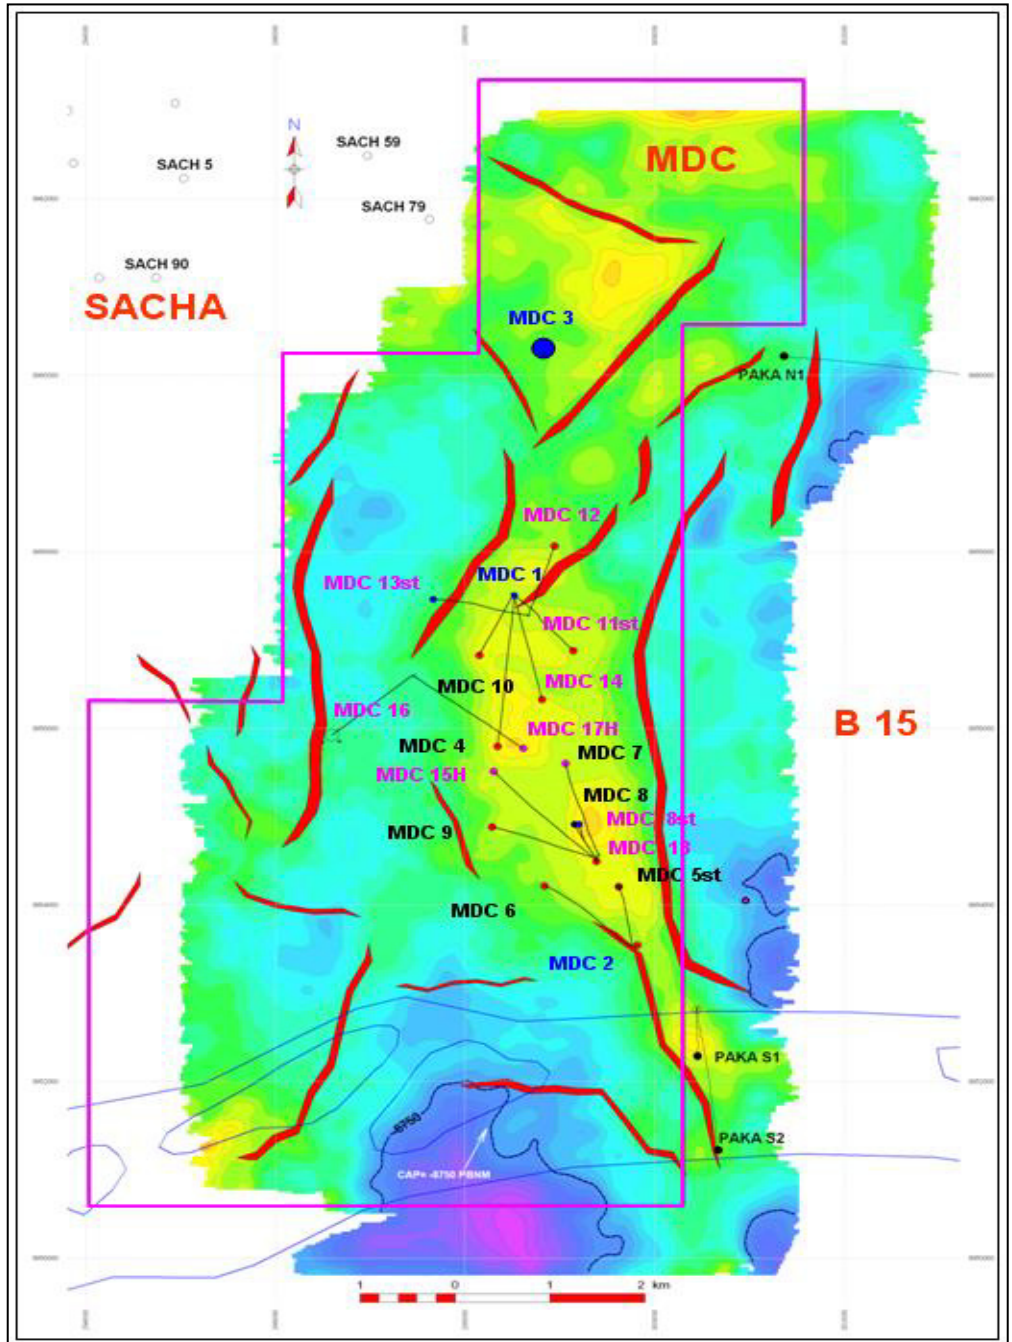 N
SACH 59
SACH 5
MDC
SACH 79
SACH 90
SACHA
MDC 3
PAKA N1
MDC 12
MDC 1
MDC 13st
MDC 11st
MDC 10
MDC 14
MDC 16
MDC 17H
B 15
MDC 4
MDC 7
MDC 15H
MDC 8
MDC 9
MDC 5st
MDC 6
MDC 2
PAKA S1
-8750
PAKA S2
CAP= -8750 PBNM
1 0 1 2 km